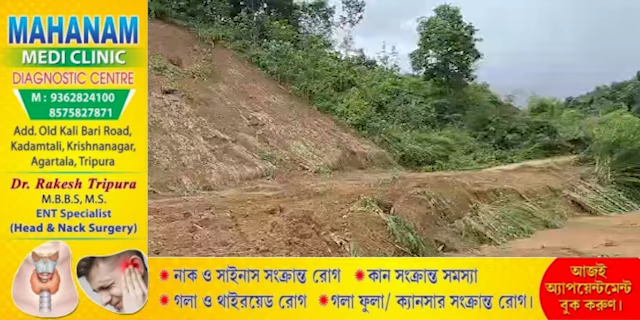 MAHANAM
MEDI CLINIC
DIAGNOSTIC CENTRE
M : 9362824100
8575827871
Add. Old Kali Bari Road,
Kadamtali, Krishnanagar,
Agartala, Tripura
Dr. Rakesh Tripura
M.B.B.S, M.S.
ENT Specialist
(Head & Nack Surgery)
* নাক ও সাইনাস সংক্রান্ত রোগ * কান সংক্রান্ত সমস্যা
* গলা ও থাইরয়েড রোগ * গলা ফুলা/ ক্যানসার সংক্রান্ত রোগ।
আজই
অ্যাপয়েন্টমেন্ট
বুক করুণ।